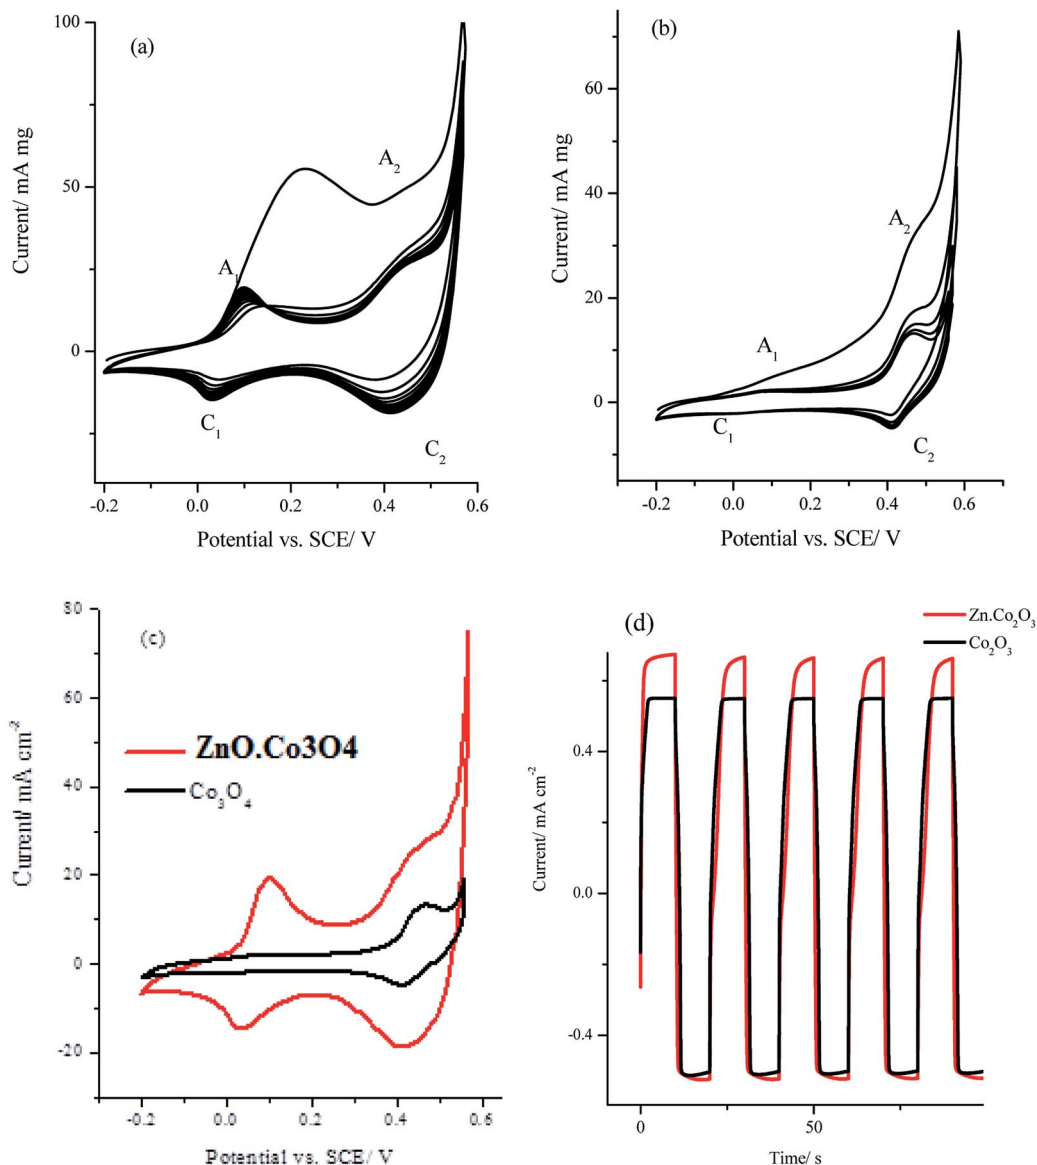 (a)
100
50
0
Current/ mA mg
A₁
A₂
C₁
C₂
-0.2
0.0
0.2
0.4
0.6
Potential vs. SCE/ V
(b)
60
40
20
0
Current/ mA mg
A₁
A₂
C₁
C₂
-0.2
0.0
0.2
0.4
0.6
Potential vs. SCE/ V
(c)
80
60
40
20
0
-20
Current/ mA cm⁻²
ZnO.Co3O4
Co₃O₄
-0.2
0.0
0.2
0.4
0.6
Potential vs. SCE/ V
(d)
Zn.Co₂O₃
Co₂O₃
0.4
0.0
-0.4
Current/ mA cm⁻²
0
50
Time/ s